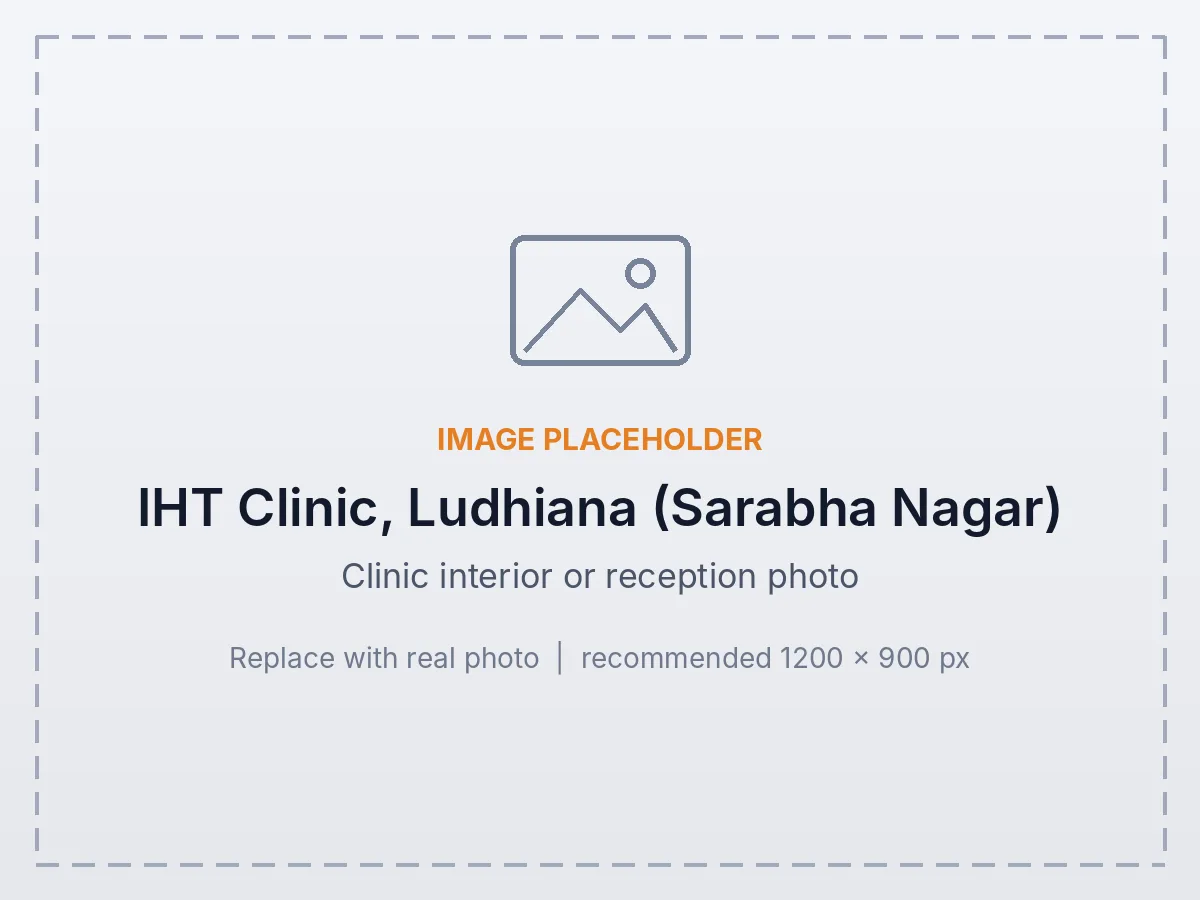 IMAGE PLACEHOLDER
IHT Clinic, Ludhiana (Sarabha Nagar)
Clinic interior or reception photo
Replace with real photo | recommended 1200 × 900 px